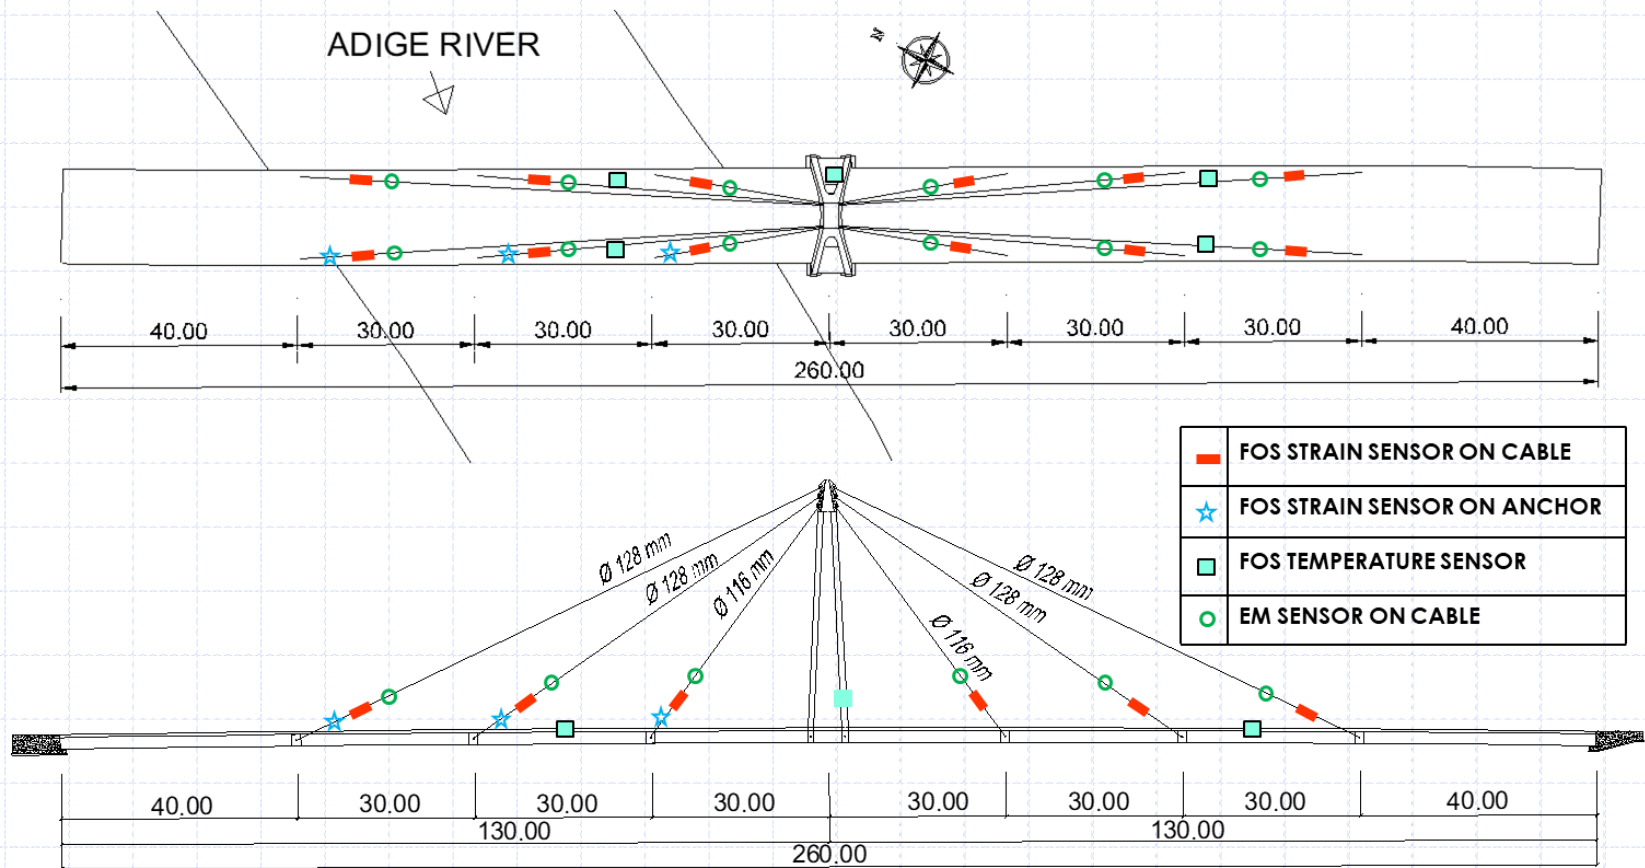 ADIGE RIVER
N
40.00 30.00 30.00 30.00 30.00 30.00 30.00 40.00
260.00
FOS STRAIN SENSOR ON CABLE
FOS STRAIN SENSOR ON ANCHOR
FOS TEMPERATURE SENSOR
EM SENSOR ON CABLE
Ø 128 mm
Ø 128 mm
Ø 116 mm
Ø 128 mm
Ø 128 mm
Ø 116 mm
40.00 30.00 30.00 30.00 30.00 30.00 30.00 40.00
130.00 130.00
260.00